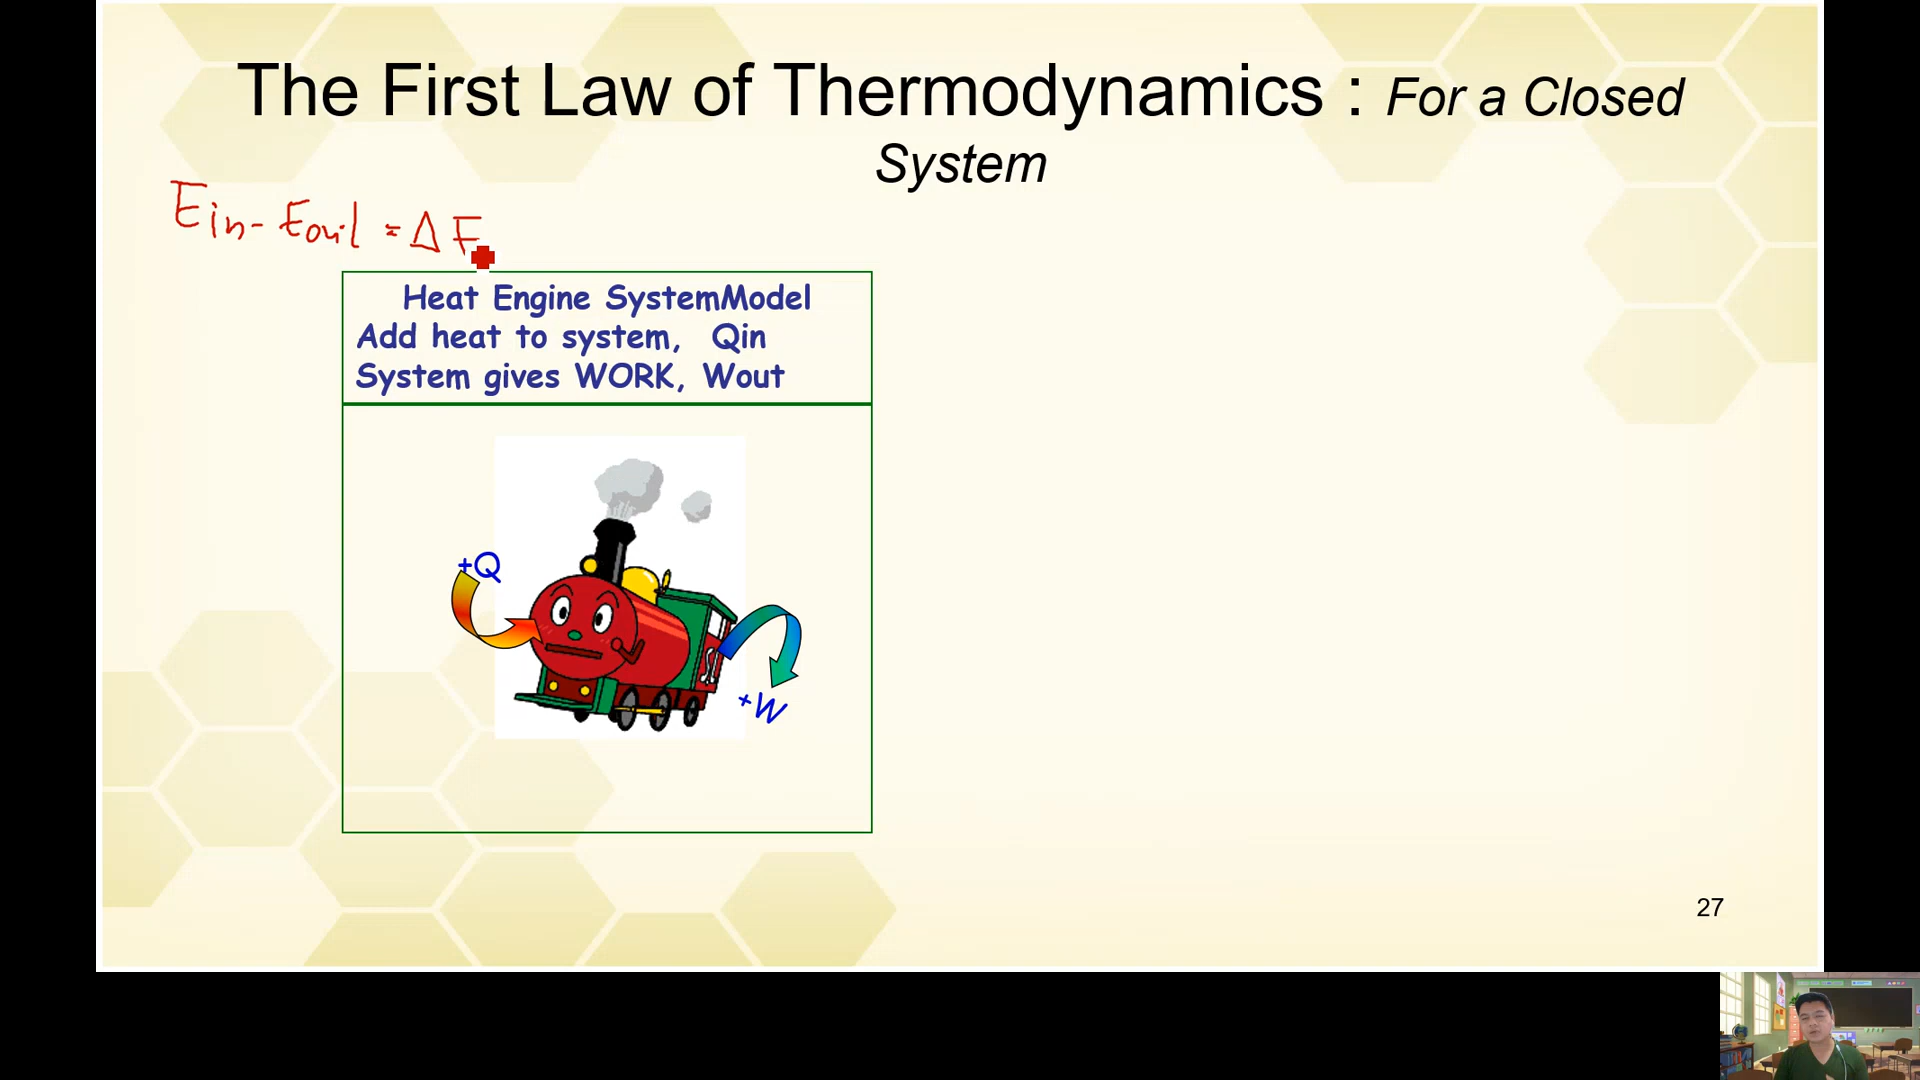 The First Law of Thermodynamics : For a Closed
System
Ein - Eout = Δ E
Heat Engine SystemModel
Add heat to system, Qin
System gives WORK, Wout
+Q
+W
27